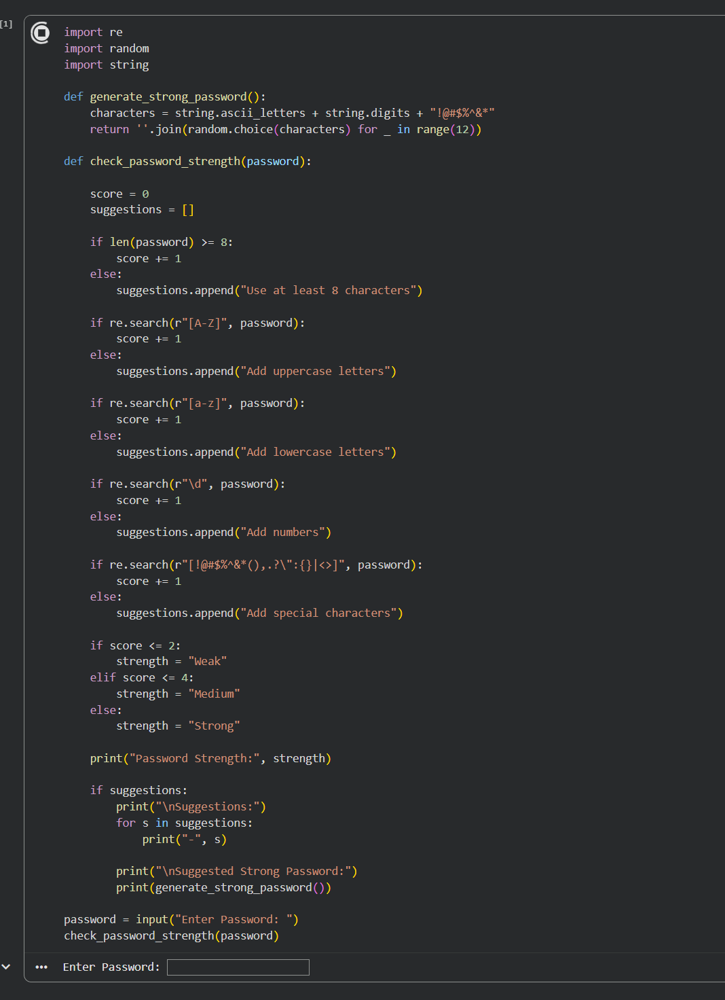 [1]
import re
import random
import string

def generate_strong_password():
    characters = string.ascii_letters + string.digits + "!@#$%^&*"
    return ''.join(random.choice(characters) for _ in range(12))

def check_password_strength(password):

    score = 0
    suggestions = []

    if len(password) >= 8:
        score += 1
    else:
        suggestions.append("Use at least 8 characters")

    if re.search(r"[A-Z]", password):
        score += 1
    else:
        suggestions.append("Add uppercase letters")

    if re.search(r"[a-z]", password):
        score += 1
    else:
        suggestions.append("Add lowercase letters")

    if re.search(r"\d", password):
        score += 1
    else:
        suggestions.append("Add numbers")

    if re.search(r"[!@#$%^&*(),.?\":{}|<>]", password):
        score += 1
    else:
        suggestions.append("Add special characters")

    if score <= 2:
        strength = "Weak"
    elif score <= 4:
        strength = "Medium"
    else:
        strength = "Strong"

    print("Password Strength:", strength)

    if suggestions:
        print("\nSuggestions:")
        for s in suggestions:
            print("-", s)

        print("\nSuggested Strong Password:")
        print(generate_strong_password())

password = input("Enter Password: ")
check_password_strength(password)
Enter Password: